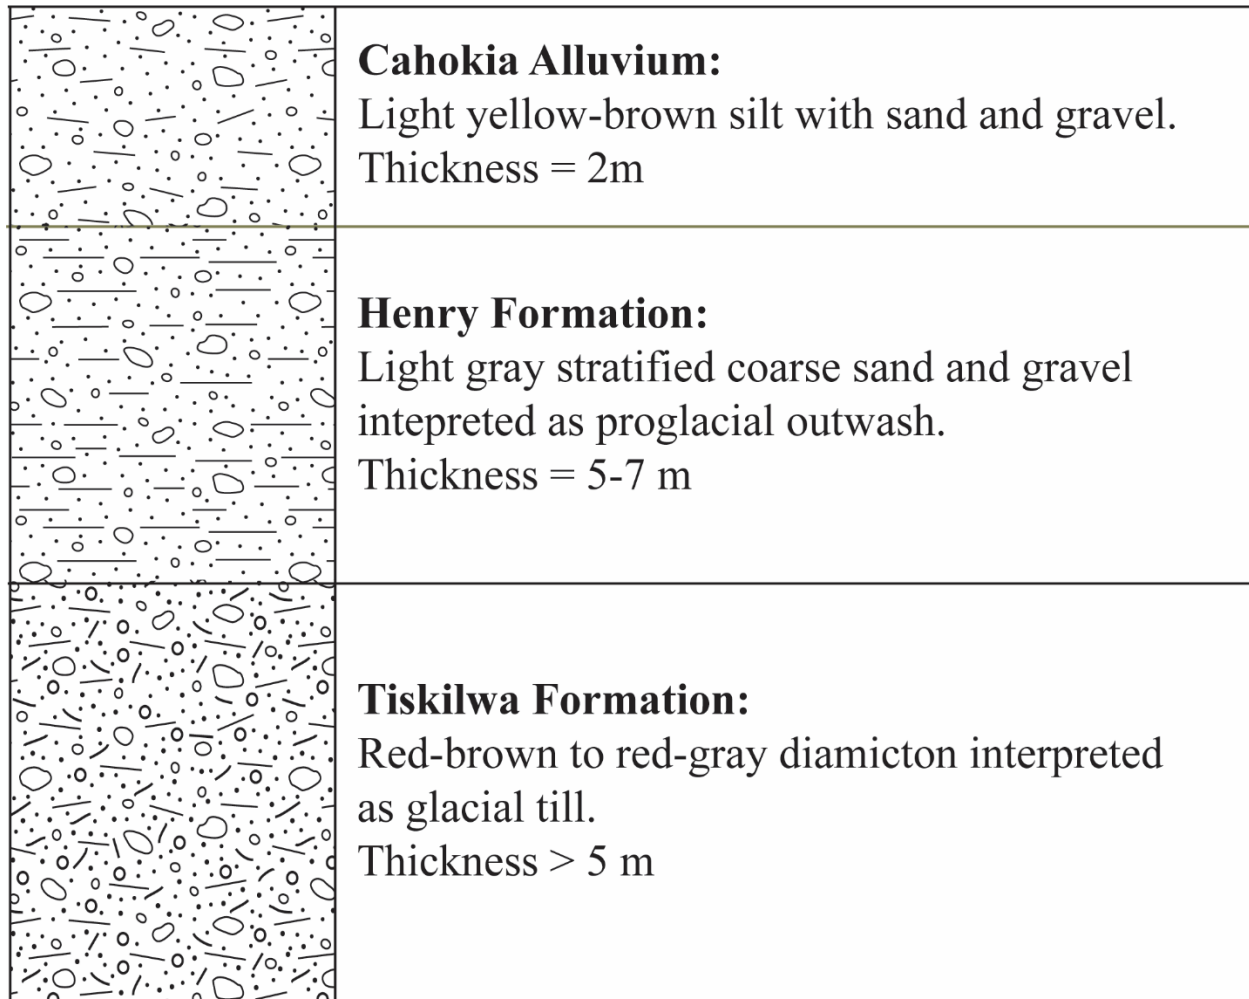 Cahokia Alluvium:
Light yellow-brown silt with sand and gravel.
Thickness = 2m
Henry Formation:
Light gray stratified coarse sand and gravel
intepreted as proglacial outwash.
Thickness = 5-7 m
Tiskilwa Formation:
Red-brown to red-gray diamicton interpreted
as glacial till.
Thickness > 5 m